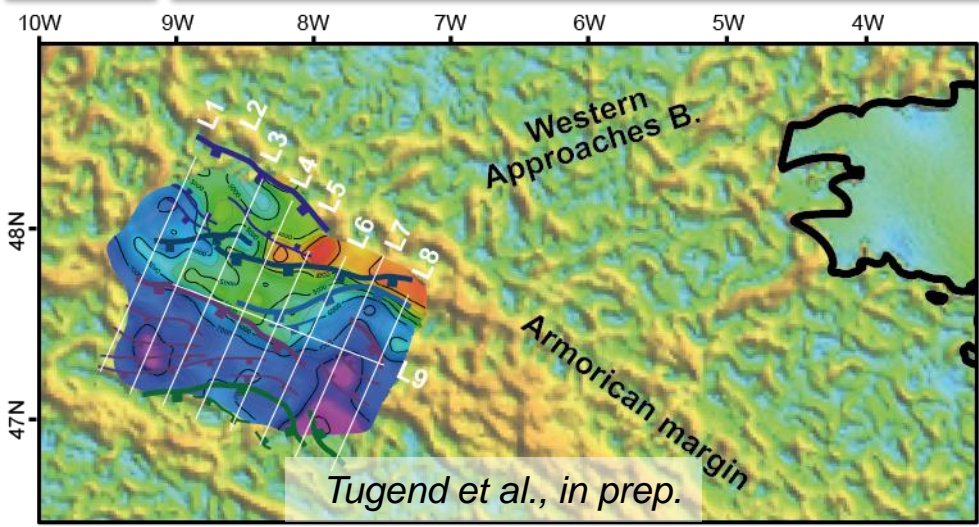 10W 9W 8W 7W 6W 5W 4W
48N
47N
L1
L2
L3
L4
L5
L6
L7
L8
L9
Western
Approaches B.
Armorican margin
Tugend et al., in prep.